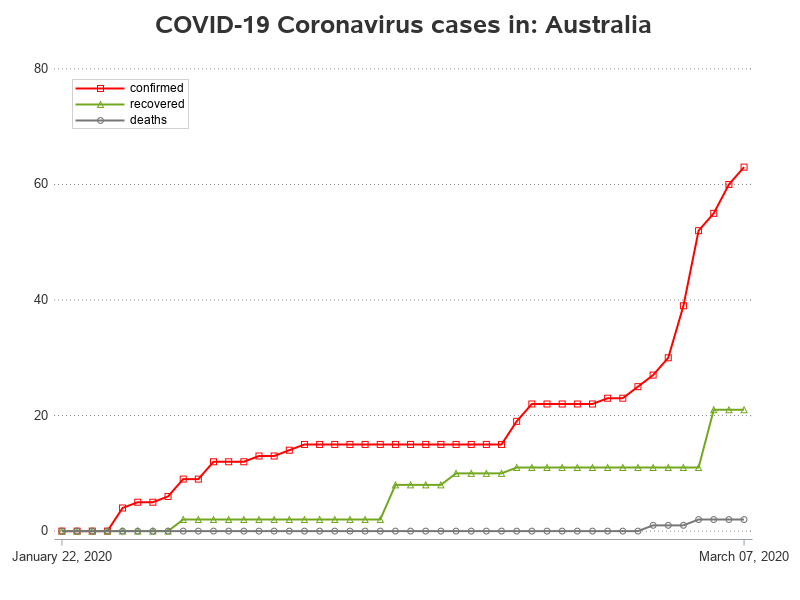 COVID-19 Coronavirus cases in: Australia
80
confirmed
recovered
deaths
60
40
20
0
January 22, 2020
March 07, 2020